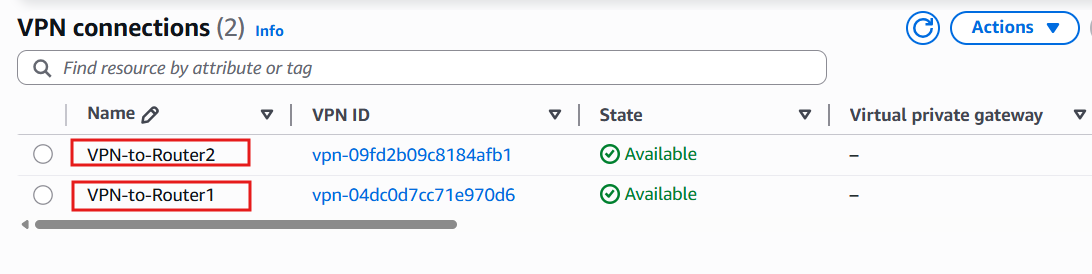 VPN connections (2) Info
Actions
Find resource by attribute or tag
Name VPN ID State Virtual private gateway
VPN-to-Router2 vpn-09fd2b09c8184afb1 Available –
VPN-to-Router1 vpn-04dc0d7cc71e970d6 Available –